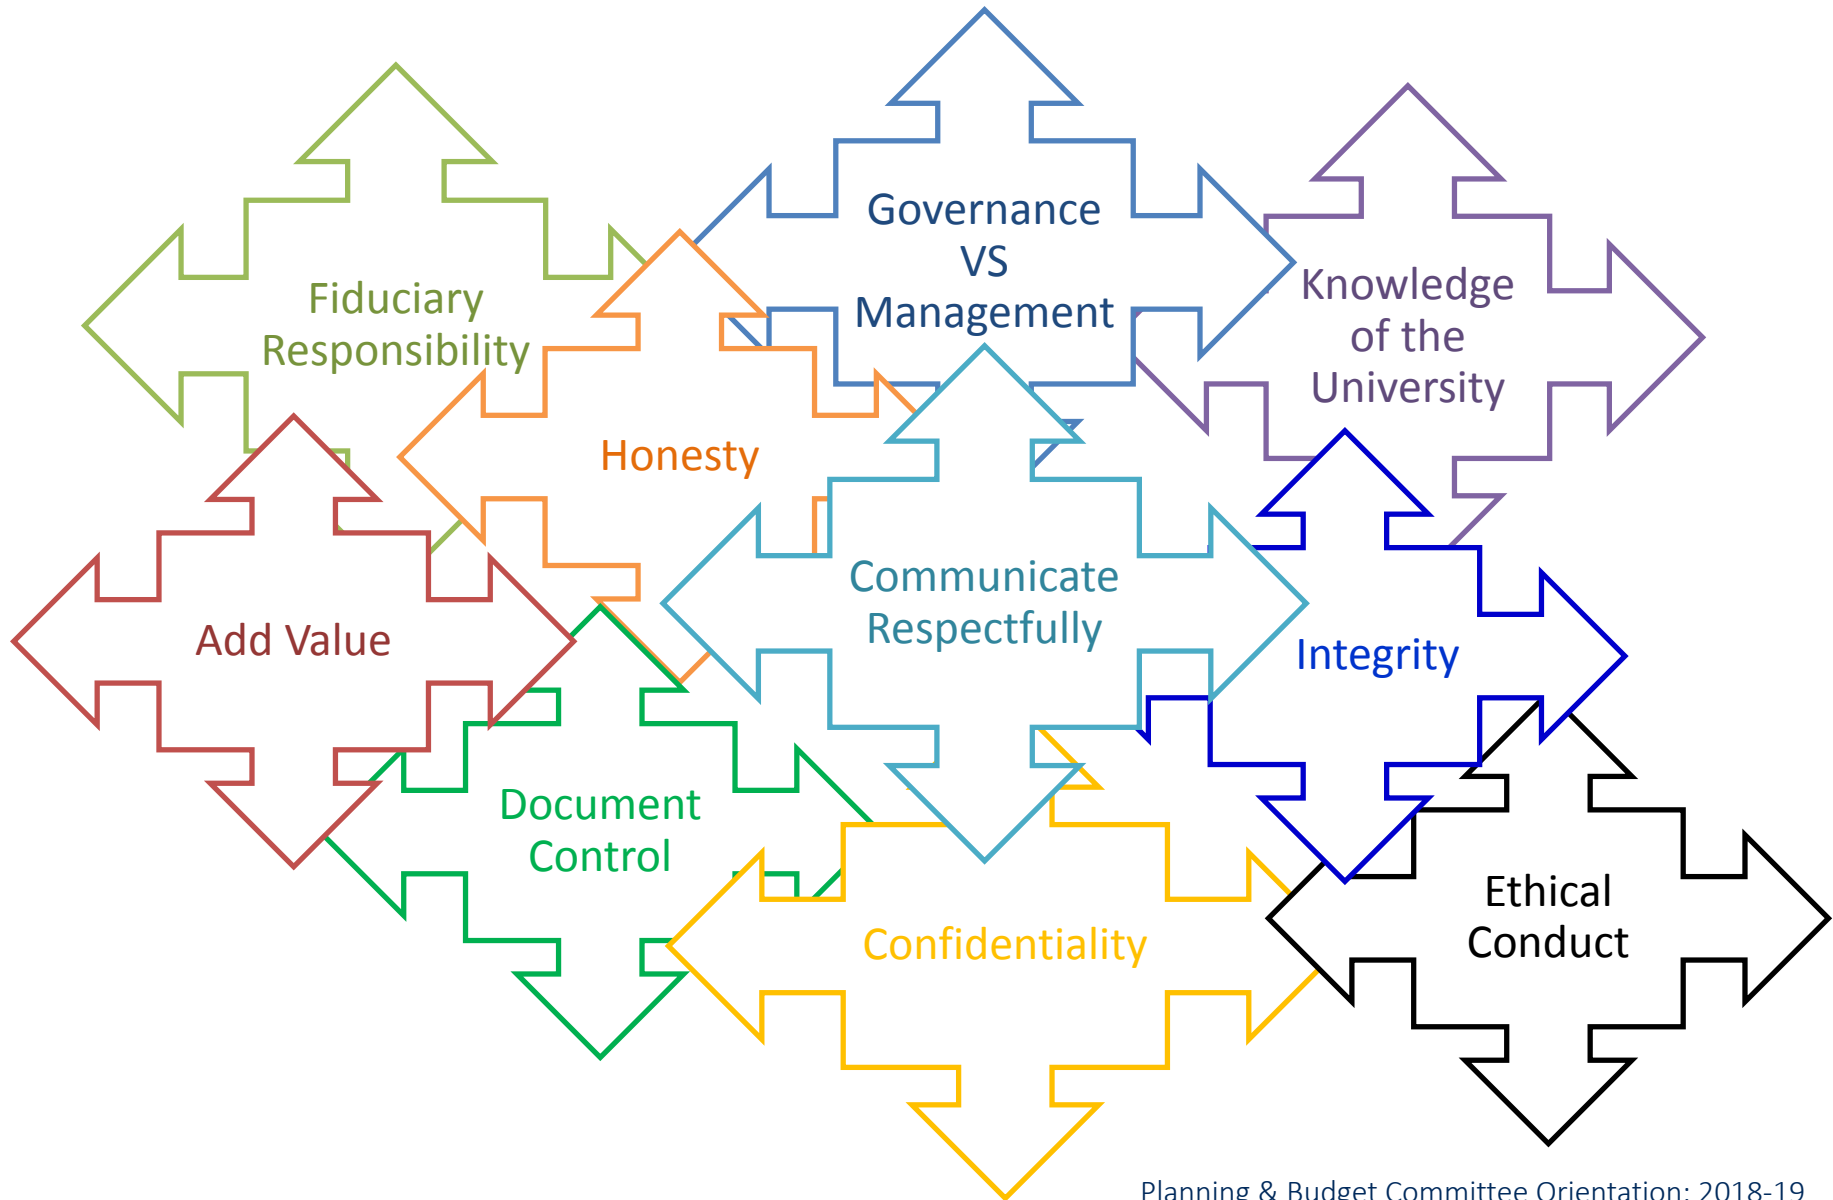 Governance
VS
Management
Fiduciary
Responsibility
Knowledge
of the
University
Honesty
Communicate
Respectfully
Add Value
Integrity
Document
Control
Confidentiality
Ethical
Conduct
Planning & Budget Committee Orientation: 2018-19